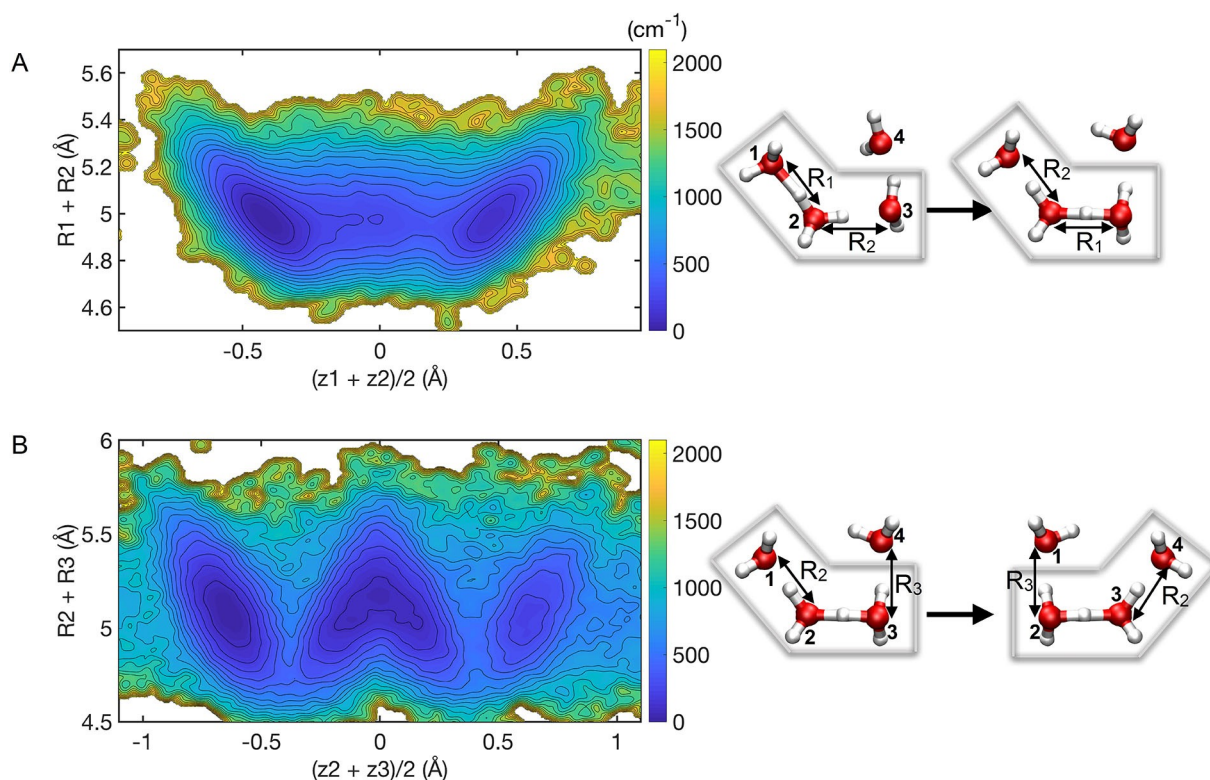 A
(cm⁻¹)
R1 + R2 (Å)
5.6
5.4
5.2
5
4.8
4.6
-0.5
0
0.5
(z1 + z2)/2 (Å)
2000
1500
1000
500
0
1
R₁
2
R₂
3
4
R₂
R₁
B
R2 + R3 (Å)
6
5.5
5
4.5
-1
-0.5
0
0.5
1
(z2 + z3)/2 (Å)
2000
1500
1000
500
0
1
R₂
4
R₃
2
3
1
R₃
4
3
R₂
2